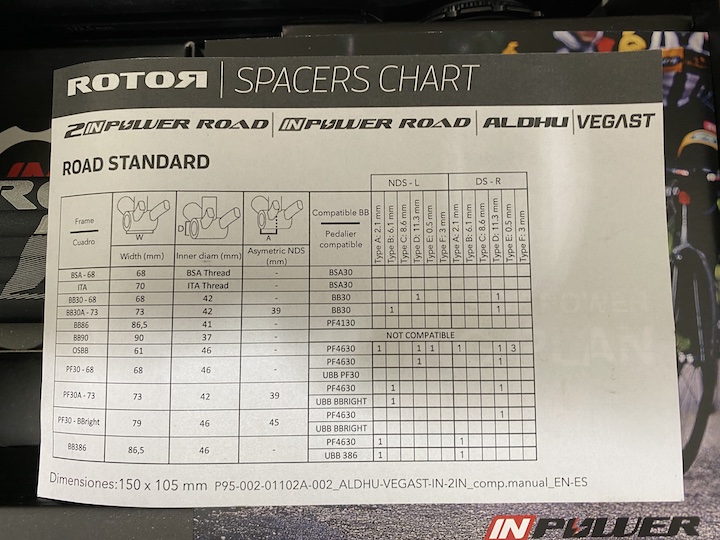 ROTOR | SPACERS CHART
2INPOWER ROAD | INPOWER ROAD | ALDHU | VEGAST
ROAD STANDARD
NDS - L DS - R
Frame Cuadro W D A Compatible BB Pedalier compatible Type A: 2.1 mm Type B: 6.1 mm Type C: 8.6 mm Type D: 11.3 mm Type E: 0.5 mm Type F: 3 mm Type A: 2.1 mm Type B: 6.1 mm Type C: 8.6 mm Type D: 11.3 mm Type E: 0.5 mm Type F: 3 mm
Width (mm) Inner diam (mm) Asymetric NDS (mm)
BSA - 68 68 BSA Thread - BSA30
ITA 70 ITA Thread - BSA30
BB30 - 68 68 42 - BB30 1 1
BB30A - 73 73 42 39 BB30 1 1
BB86 86,5 41 - PF4130
BB90 90 37 - NOT COMPATIBLE
OSBB 61 46 - PF4630 1 1 1 1 1 3
PF30 - 68 68 46 - PF4630 1 1
UBB PF30
PF30A - 73 73 42 39 PF4630 1 1
UBB BBRIGHT 1
PF30 - BBright 79 46 45 PF4630 1
UBB BBRIGHT
BB386 86,5 46 - PF4630 1 1
UBB 386 1 1
Dimensiones: 150 x 105 mm P95-002-01102A-002_ALDHU-VEGAST-IN-2IN_comp.manual_EN-ES
INPOWER